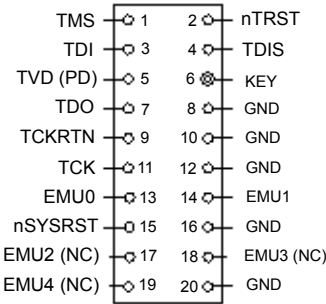 TMS 1 2 nTRST
TDI 3 4 TDIS
TVD (PD) 5 6 KEY
TDO 7 8 GND
TCKRTN 9 10 GND
TCK 11 12 GND
EMU0 13 14 EMU1
nSYSRST 15 16 GND
EMU2 (NC) 17 18 EMU3 (NC)
EMU4 (NC) 19 20 GND